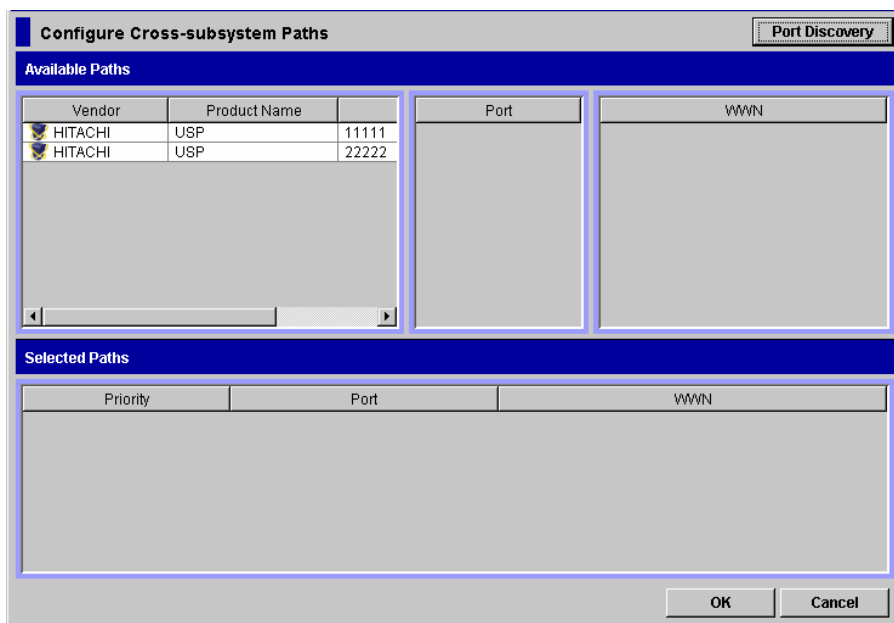 Configure Cross-subsystem Paths
Port Discovery
Available Paths
Vendor Product Name Port WWN
HITACHI USP 11111
HITACHI USP 22222
Selected Paths
Priority Port WWN
OK Cancel